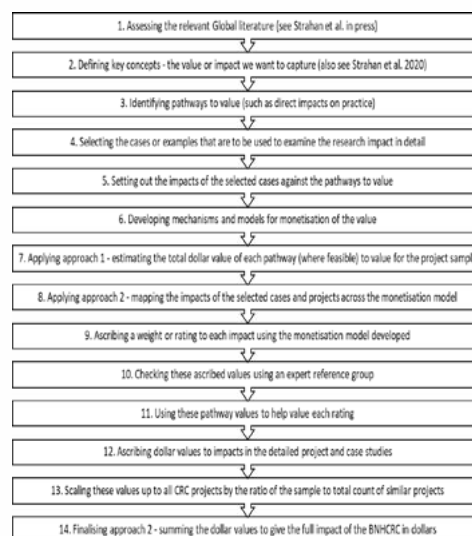 1. Assessing the relevant Global literature (see Strahan et al. in press)
2. Defining key concepts - the value or impact we want to capture (also see Strahan et al. 2020)
3. Identifying pathways to value (such as direct impacts on practice)
4. Selecting the cases or examples that are to be used to examine the research impact in detail
5. Setting out the impacts of the selected cases against the pathways to value
6. Developing mechanisms and models for monetisation of the value
7. Applying approach 1 - estimating the total dollar value of each pathway (where feasible) to value for the project sampl
8. Applying approach 2 - mapping the impacts of the selected cases and projects across the monetisation model
9. Ascribing a weight or rating to each impact using the monetisation model developed
10. Checking these ascribed values using an expert reference group
11. Using these pathway values to help value each rating
12. Ascribing dollar values to impacts in the detailed project and case studies
13. Scaling these values up to all CRC projects by the ratio of the sample to total count of similar projects
14. Finalising approach 2 - summing the dollar values to give the full impact of the BNHCRC in dollars